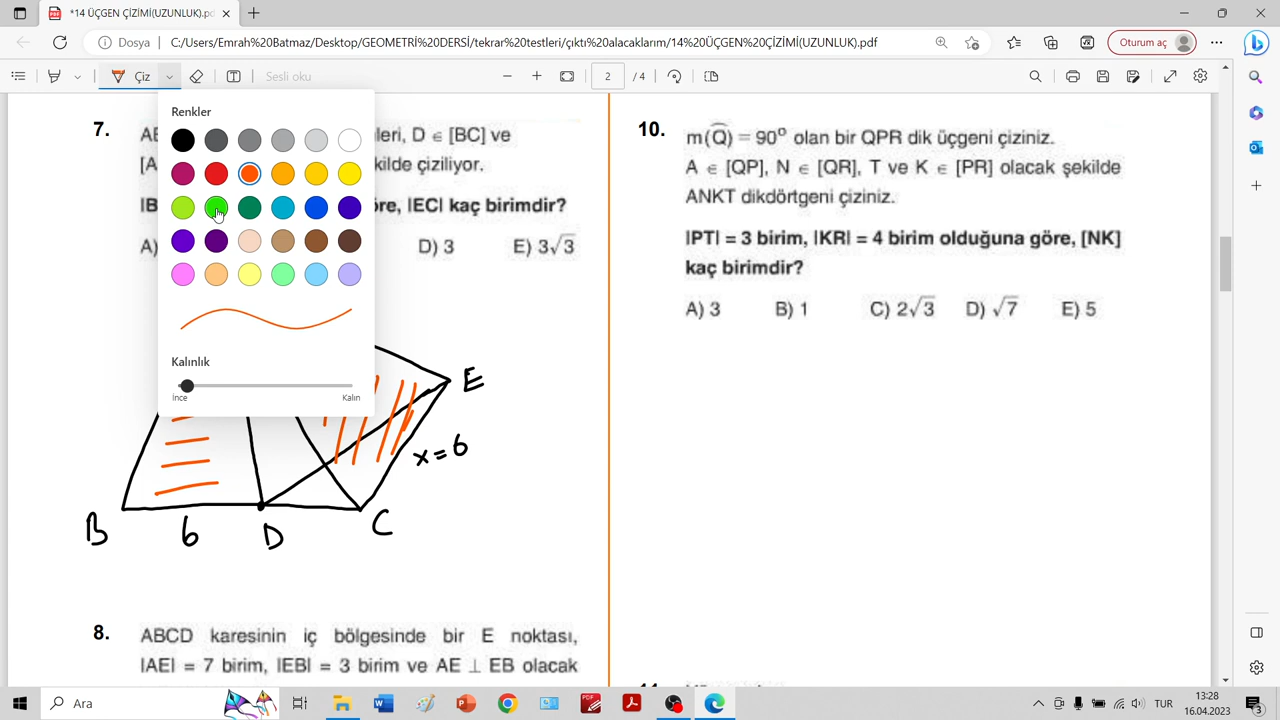 *14 ÜÇGEN ÇİZİMİ(UZUNLUK).pd
Dosya C:/Users/Emrah%20Batmaz/Desktop/GEOMETRİ%20DERSİ/tekrar%20testleri/çıktı%20alacaklarım/14%20ÜÇGEN%20ÇİZİMİ(UZUNLUK).pdf
Oturum aç
Çiz
Sesli oku
2 / 4
Renkler
Kalınlık
İnce Kalın
7.
leri, D ∈ [BC] ve
[A kilde çiziliyor.
|B re, |EC| kaç birimdir?
A) D) 3 E) 3√3
E
x = 6
B 6 D C
8. ABCD karesinin iç bölgesinde bir E noktası,
|AE| = 7 birim, |EB| = 3 birim ve AE ⊥ EB olacak
10. m(Q̂) = 90° olan bir QPR dik üçgeni çiziniz.
A ∈ [QP], N ∈ [QR], T ve K ∈ [PR] olacak şekilde
ANKT dikdörtgeni çiziniz.
|PT| = 3 birim, |KR| = 4 birim olduğuna göre, [NK]
kaç birimdir?
A) 3 B) 1 C) 2√3 D) √7 E) 5
Ara
TUR
13:28
16.04.2023
3